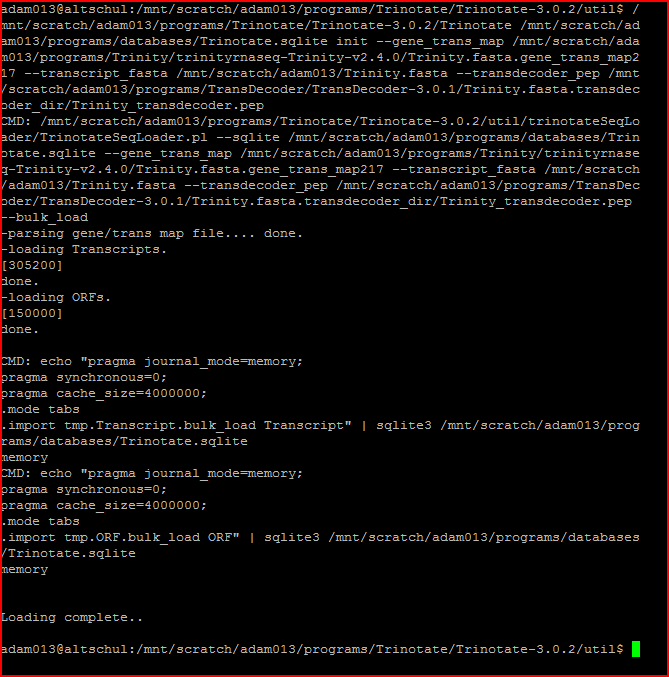 adam013@altschul:/mnt/scratch/adam013/programs/Trinotate/Trinotate-3.0.2/util$ /
mnt/scratch/adam013/programs/Trinotate/Trinotate-3.0.2/Trinotate /mnt/scratch/ad
am013/programs/databases/Trinotate.sqlite init --gene_trans_map /mnt/scratch/ada
m013/programs/Trinity/trinityrnaseq-Trinity-v2.4.0/Trinity.fasta.gene_trans_map2
17 --transcript_fasta /mnt/scratch/adam013/Trinity.fasta --transdecoder_pep /mnt
/scratch/adam013/programs/TransDecoder/TransDecoder-3.0.1/Trinity.fasta.transdec
oder_dir/Trinity_transdecoder.pep
CMD: /mnt/scratch/adam013/programs/Trinotate/Trinotate-3.0.2/util/trinotateSeqLo
ader/TrinotateSeqLoader.pl --sqlite /mnt/scratch/adam013/programs/databases/Trin
otate.sqlite --gene_trans_map /mnt/scratch/adam013/programs/Trinity/trinityrnase
q-Trinity-v2.4.0/Trinity.fasta.gene_trans_map217 --transcript_fasta /mnt/scratch
/adam013/Trinity.fasta --transdecoder_pep /mnt/scratch/adam013/programs/TransDec
oder/TransDecoder-3.0.1/Trinity.fasta.transdecoder_dir/Trinity_transdecoder.pep
--bulk_load
-parsing gene/trans map file.... done.
-loading Transcripts.
[305200]
done.
-loading ORFs.
[150000]
done.
CMD: echo "pragma journal_mode=memory;
pragma synchronous=0;
pragma cache_size=4000000;
.mode tabs
.import tmp.Transcript.bulk_load Transcript" | sqlite3 /mnt/scratch/adam013/prog
rams/databases/Trinotate.sqlite
memory
CMD: echo "pragma journal_mode=memory;
pragma synchronous=0;
pragma cache_size=4000000;
.mode tabs
.import tmp.ORF.bulk_load ORF" | sqlite3 /mnt/scratch/adam013/programs/databases
/Trinotate.sqlite
memory
Loading complete..
adam013@altschul:/mnt/scratch/adam013/programs/Trinotate/Trinotate-3.0.2/util$